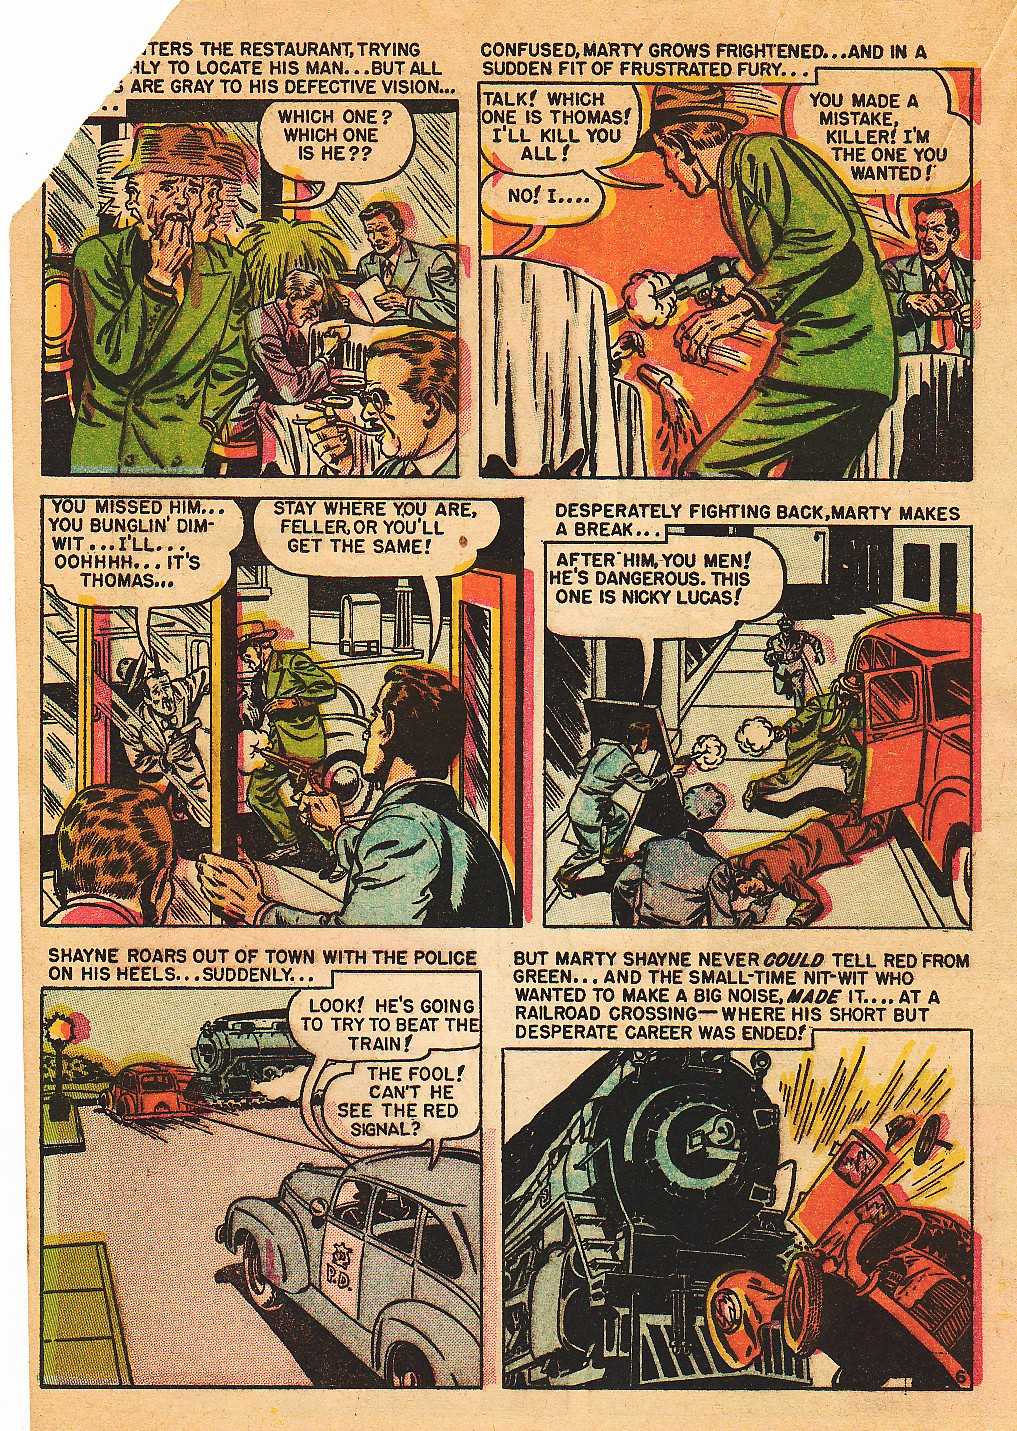 TERS THE RESTAURANT, TRYING
LY TO LOCATE HIS MAN...BUT ALL
ARE GRAY TO HIS DEFECTIVE VISION...
WHICH ONE?
WHICH ONE
IS HE??
CONFUSED, MARTY GROWS FRIGHTENED...AND IN A
SUDDEN FIT OF FRUSTRATED FURY...
TALK! WHICH
ONE IS THOMAS!
I'LL KILL YOU
ALL!
NO! I....
YOU MADE A
MISTAKE,
KILLER! I'M
THE ONE YOU
WANTED!
YOU MISSED HIM...
YOU BUNGLIN' DIM-
WIT...I'LL...
OOHHHH... IT'S
THOMAS...
STAY WHERE YOU ARE,
FELLER, OR YOU'LL
GET THE SAME!
DESPERATELY FIGHTING BACK, MARTY MAKES
A BREAK...
AFTER HIM, YOU MEN!
HE'S DANGEROUS. THIS
ONE IS NICKY LUCAS!
SHAYNE ROARS OUT OF TOWN WITH THE POLICE
ON HIS HEELS...SUDDENLY...
LOOK! HE'S GOING
TO TRY TO BEAT THE
TRAIN!
THE FOOL!
CAN'T HE
SEE THE RED
SIGNAL?
P.D.
BUT MARTY SHAYNE NEVER COULD TELL RED FROM
GREEN... AND THE SMALL-TIME NIT-WIT WHO
WANTED TO MAKE A BIG NOISE, MADE IT.... AT A
RAILROAD CROSSING—WHERE HIS SHORT BUT
DESPERATE CAREER WAS ENDED!
6